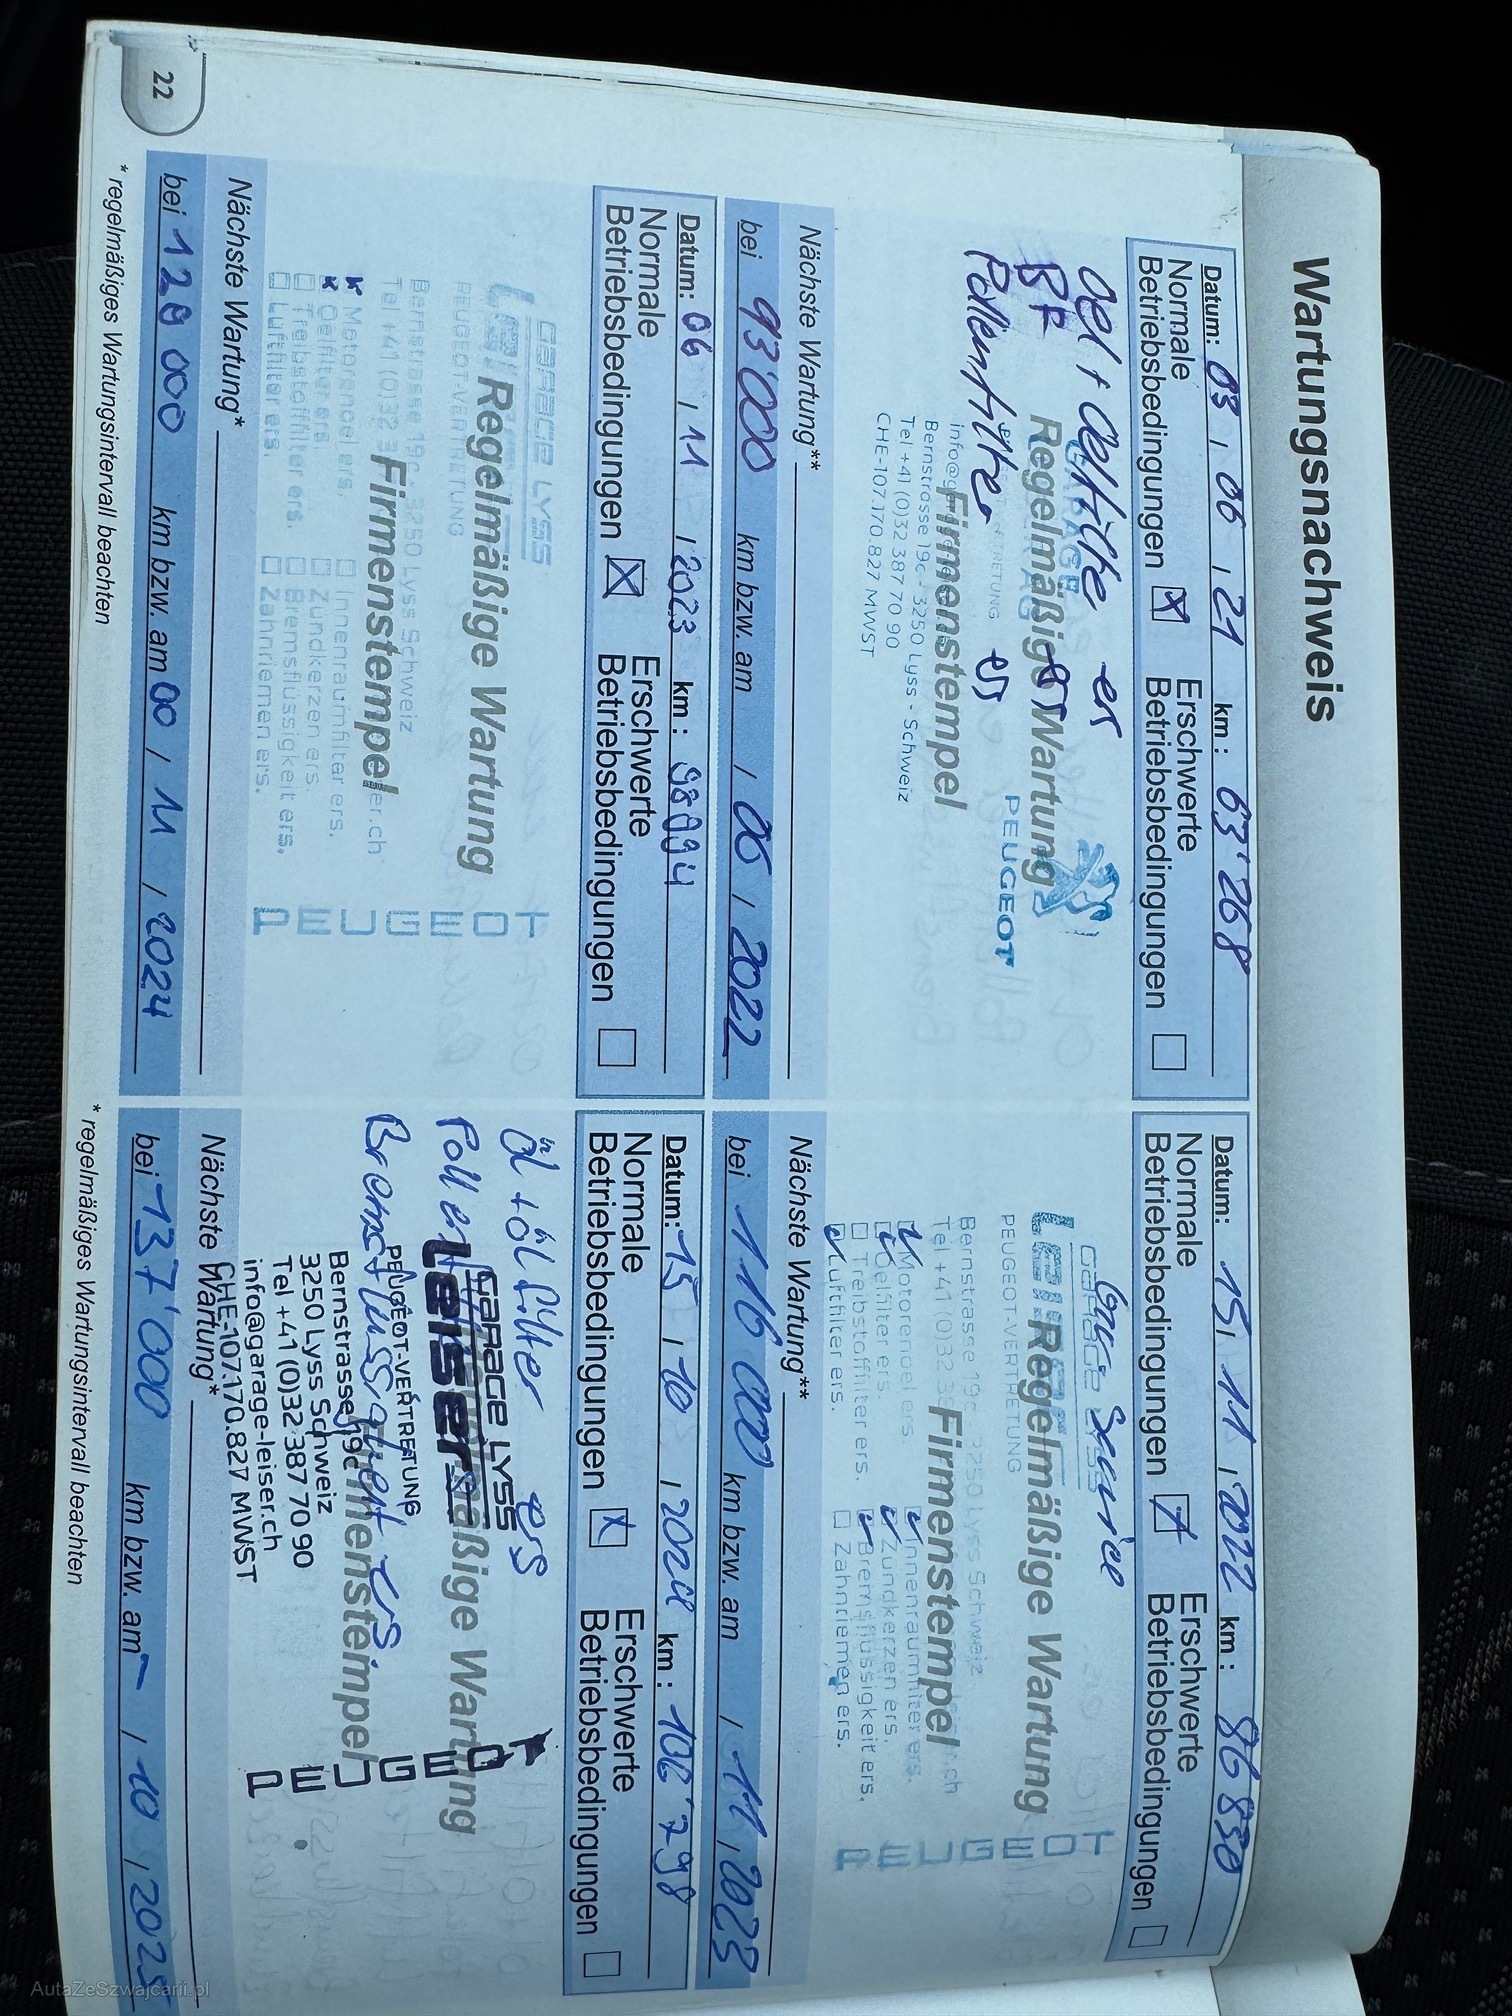 Wartungsnachweis
Datum: 03 , 06 , 21 km : 63'268
Normale Betriebsbedingungen Erschwerte Betriebsbedingungen
Oel + Oelfilter ers
BF ers
Pollenfilter ers
Regelmäßige Wartung
Firmenstempel
PEUGEOT
Bernstrasse 19c - 3250 Lyss - Schweiz
Tel +41 (0)32 387 70 90
CHE-107.170.827 MWST
Nächste Wartung**
bei 93'000 km bzw. am / 06 / 2022
Datum: 15, 11 , 2022 km : 86 830
Normale Betriebsbedingungen Erschwerte Betriebsbedingungen
Garage Lyss
PEUGEOT-VERTRETUNG
Regelmäßige Wartung
Firmenstempel
Service
Bernstrasse 19c 3250 Lyss Schweiz
Motorenoel ers
Oelfilter ers.
Treibstoffilter ers.
Luftfilter ers.
Innenraumfilter ers.
Zündkerzen ers.
Bremsflüssigkeit ers.
Zahnriemen ers.
PEUGEOT
Nächste Wartung**
bei 116 000 km bzw. am / 11 , 2023
Datum: 06 , 11 , 2023 km : 98994
Normale Betriebsbedingungen Erschwerte Betriebsbedingungen
Garage Lyss
PEUGEOT-VERTRETUNG
Regelmäßige Wartung
Firmenstempel
Bernstrasse 19c - 3250 Lyss Schweiz
Motorenoel ers.
Oelfilter ers.
Treibstoffilter ers.
Luftfilter ers.
Innenraumfilter ers.
Zündkerzen ers.
Bremsflüssigkeit ers.
Zahnriemen ers.
PEUGEOT
Nächste Wartung*
bei 128 000 km bzw. am 00 / 11 / 2024
* regelmäßiges Wartungsintervall beachten
Datum: 15 , 10 , 2024 km : 106'798
Normale Betriebsbedingungen Erschwerte Betriebsbedingungen
Öl + ölfilter ers
Pollenfilter
Bremsflüssigkeit ers.
Garage Lyss
Leiser
PEUGEOT-VERTRETUNG
Bernstrasse 19c
3250 Lyss Schweiz
Tel +41 (0)32 387 70 90
info@garage-leiser.ch
CHE-107.170.827 MWST
Regelmäßige Wartung
Firmenstempel
PEUGEOT
Nächste Wartung*
bei 137'000 km bzw. am - / 10 , 2025
* regelmäßiges Wartungsintervall beachten
22
AutaZeSzwajcarii.pl